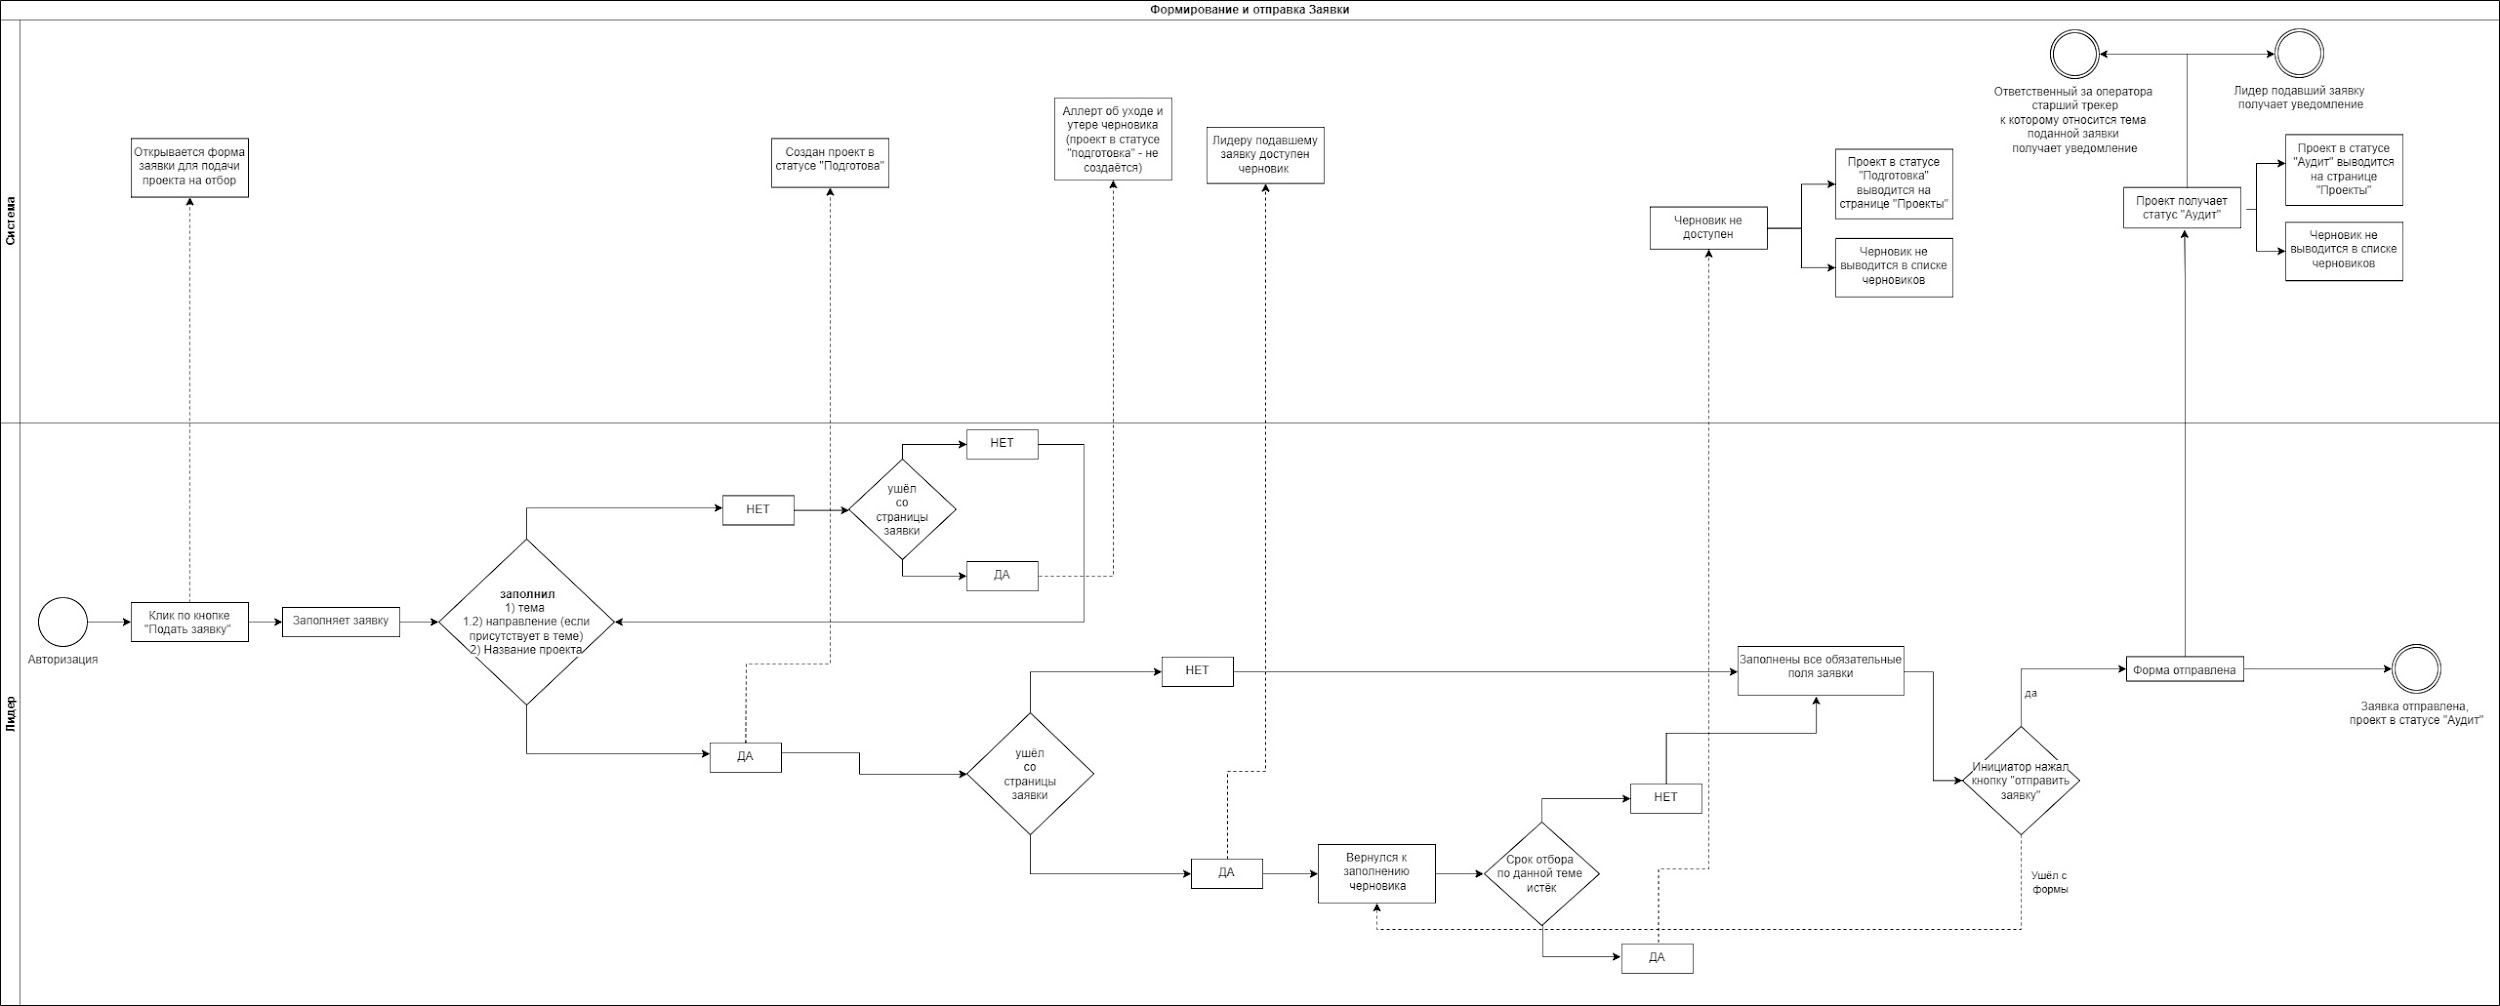 Формирование и отправка Заявки
Система
Открывается форма
заявки для подачи
проекта на отбор
Создан проект в
статусе "Подготова"
Аллерт об уходе и
утере черновика
(проект в статусе
"подготовка" - не
создаётся)
Лидеру подавшему
заявку доступен
черновик
Черновик не
доступен
Проект в статусе
"Подготовка"
выводится на
странице "Проекты"
Черновик не
выводится в списке
черновиков
Ответственный за оператора
старший трекер
к которому относится тема
поданной заявки
получает уведомление
Лидер подавший заявку
получает уведомление
Проект получает
статус "Аудит"
Проект в статусе
"Аудит" выводится
на странице
"Проекты"
Черновик не
выводится в списке
черновиков
Лидер
Авторизация
Клик по кнопке
"Подать заявку"
Заполняет заявку
заполнил
1) тема
1.2) направление (если
присутствует в теме)
2) Название проекта
НЕТ
ушёл
со
страницы
заявки
НЕТ
ДА
ДА
ушёл
со
страницы
заявки
НЕТ
ДА
Вернулся к
заполнению
черновика
Срок отбора
по данной теме
истёк
НЕТ
ДА
Заполнены все обязательные
поля заявки
Инициатор нажал
кнопку "отправить
заявку"
да
Ушёл с
формы
Форма отправлена
Заявка отправлена,
проект в статусе "Аудит"